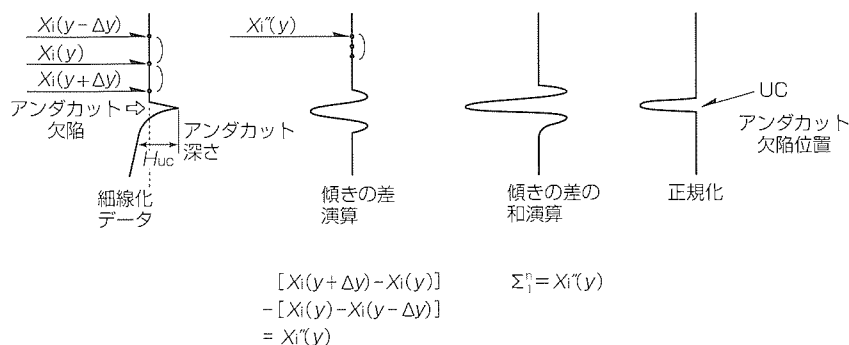 Xi(y−Δy)
Xi(y)
Xi(y+Δy)
アンダカット⇨
欠陥
アンダカット
深さ
HUC
細線化
データ
Xi″(y)
傾きの差
演算
傾きの差の
和演算
UC
アンダカット
欠陥位置
正規化
[Xi(y+Δy)−Xi(y)]
−[Xi(y)−Xi(y−Δy)]
= Xi″(y)
Σ₁ⁿ=Xi″(y)